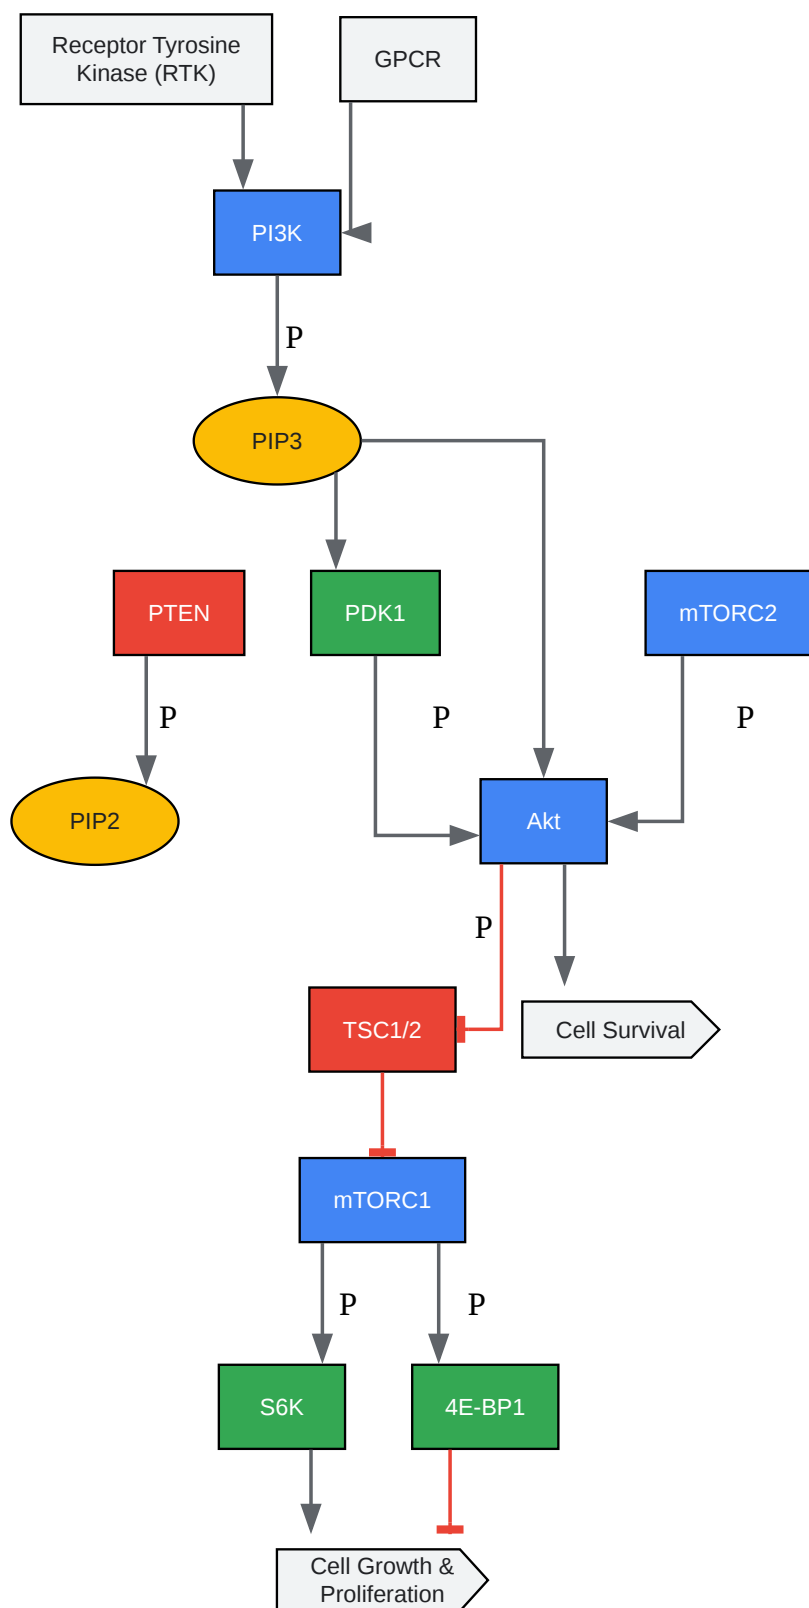 Receptor Tyrosine
Kinase (RTK)
GPCR
PI3K
P
PIP3
PTEN
PDK1
mTORC2
P
P
P
PIP2
Akt
P
TSC1/2
Cell Survival
mTORC1
P
P
S6K
4E-BP1
Cell Growth &
Proliferation